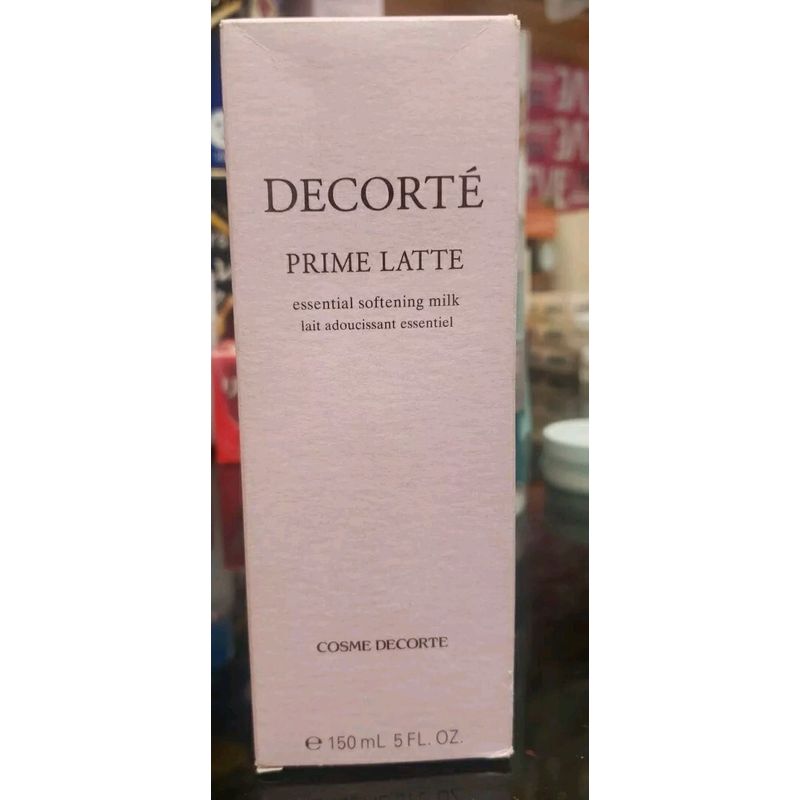 DECORTÉ
PRIME LATTE
essential softening milk
lait adoucissant essentiel
COSME DECORTE
℮ 150 mL 5 FL. OZ.